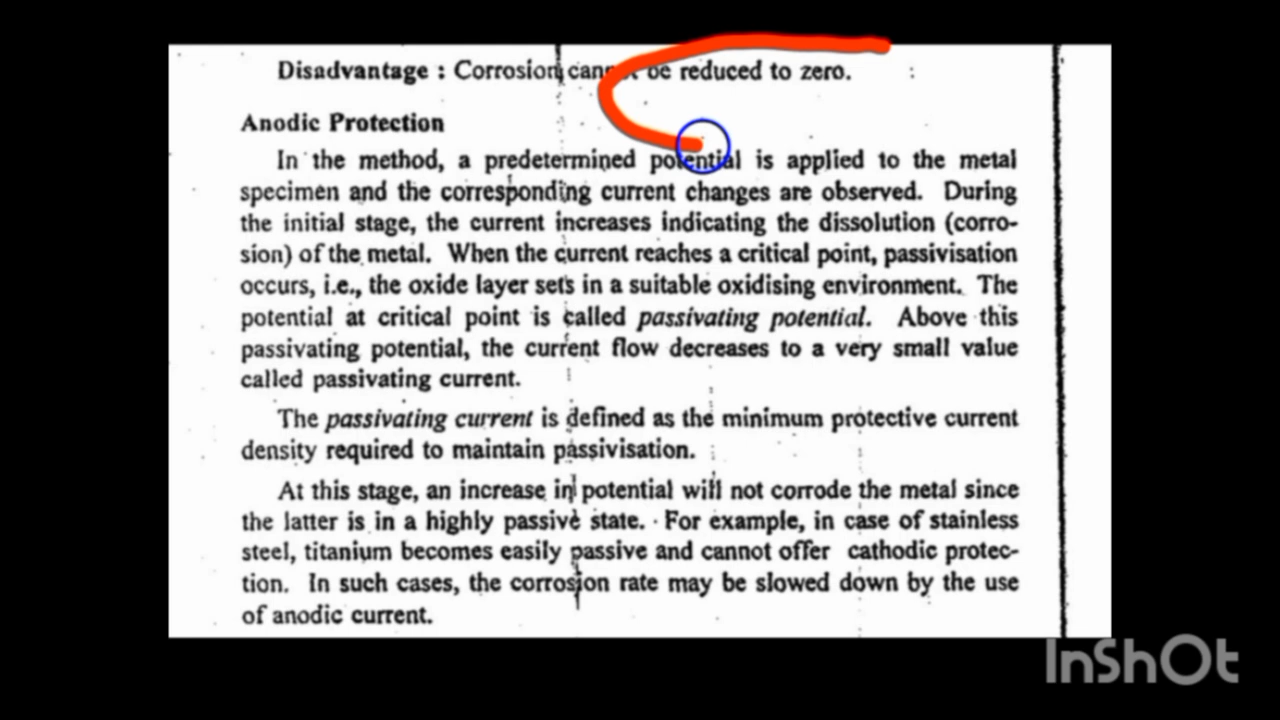 Disadvantage : Corrosion cannot be reduced to zero.
Anodic Protection
In the method, a predetermined potential is applied to the metal
specimen and the corresponding current changes are observed. During
the initial stage, the current increases indicating the dissolution (corro-
sion) of the metal. When the current reaches a critical point, passivisation
occurs, i.e., the oxide layer sets in a suitable oxidising environment. The
potential at critical point is called passivating potential. Above this
passivating potential, the current flow decreases to a very small value
called passivating current.
The passivating current is defined as the minimum protective current
density required to maintain passivisation.
At this stage, an increase in potential will not corrode the metal since
the latter is in a highly passive state. For example, in case of stainless
steel, titanium becomes easily passive and cannot offer cathodic protec-
tion. In such cases, the corrosion rate may be slowed down by the use
of anodic current.
InShOt